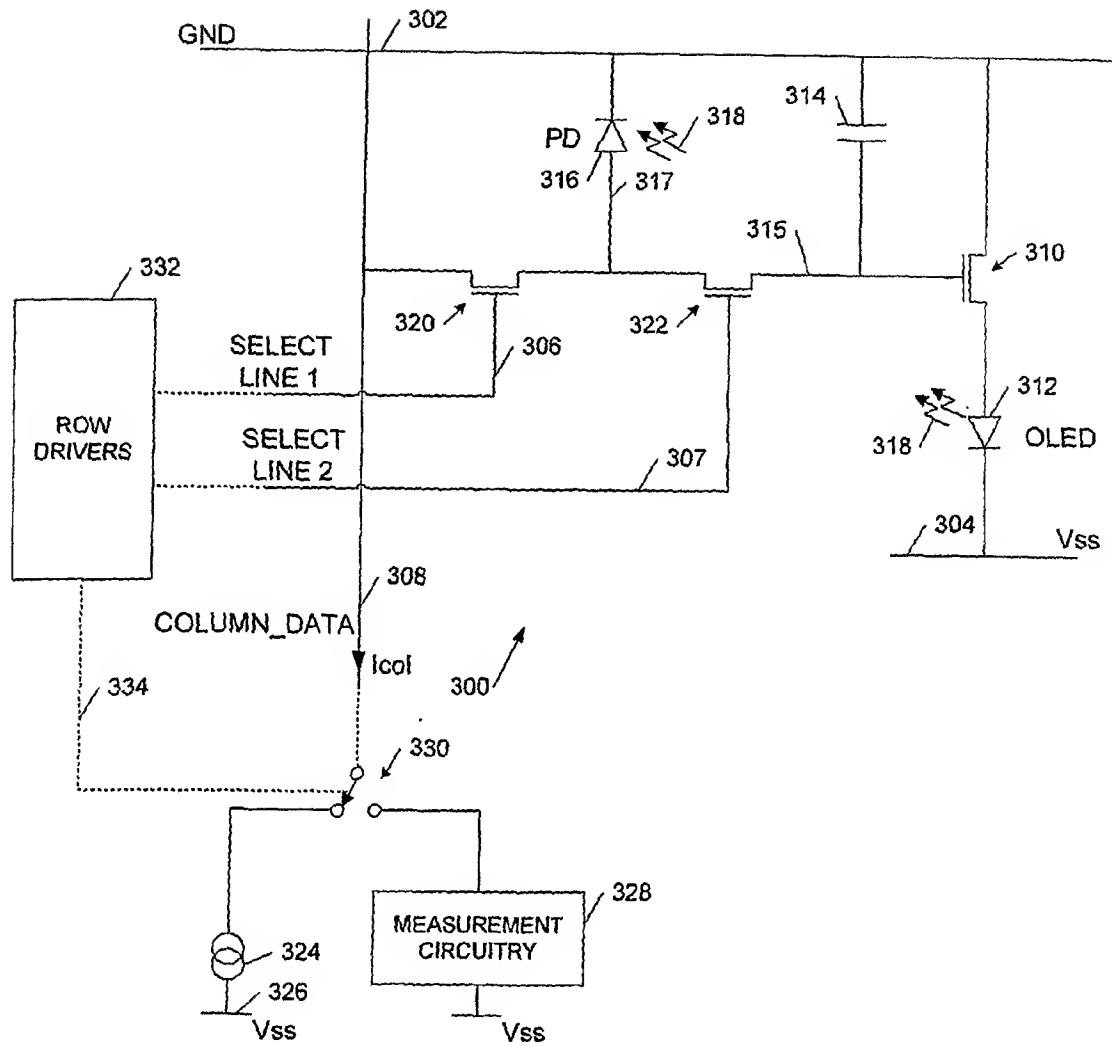 GND
302
314
PD
318
316
317
315
310
332
320
322
SELECT
LINE 1
306
312
ROW
DRIVERS
SELECT
LINE 2
307
318
OLED
304
Vss
308
COLUMN_DATA
Icol
300
334
330
328
MEASUREMENT
CIRCUITRY
324
326
Vss
Vss